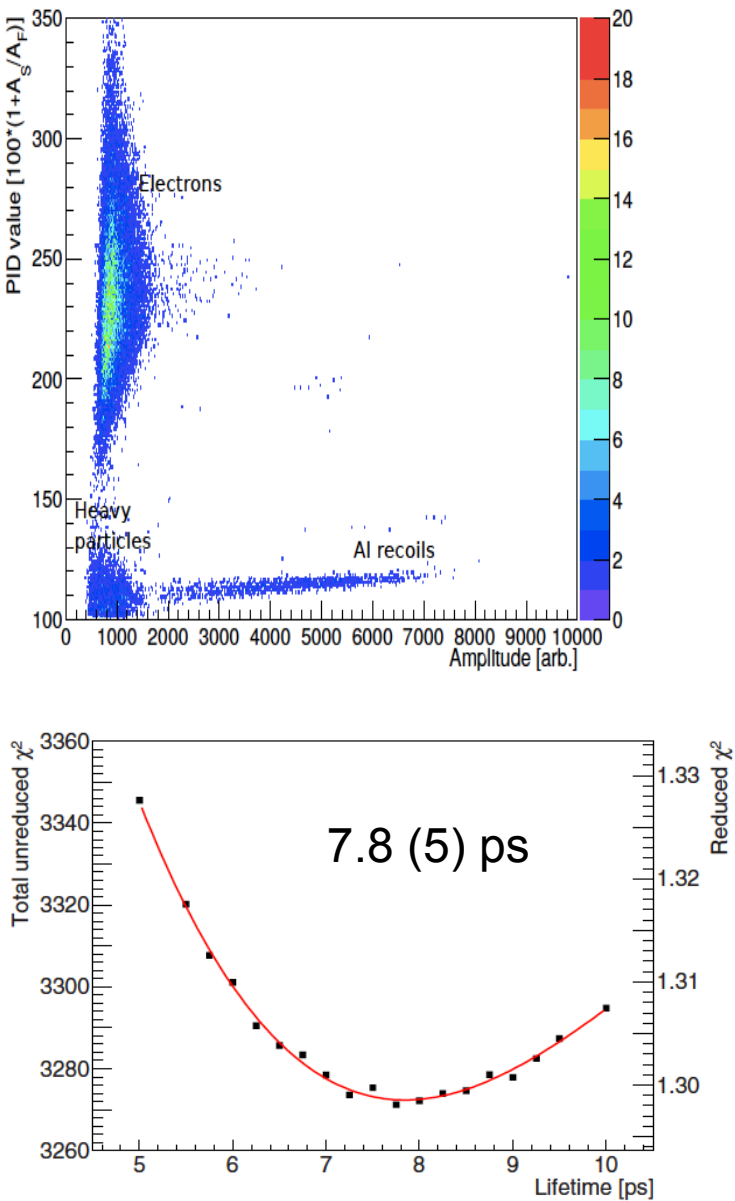 PID value [100*(1+A_S/A_F)]
350
300
250
200
150
100
Electrons
Heavy
particles
Al recoils
0 1000 2000 3000 4000 5000 6000 7000 8000 9000 10000
Amplitude [arb.]
20
18
16
14
12
10
8
6
4
2
0
Total unreduced χ²
3360
3340
3320
3300
3280
3260
7.8 (5) ps
Reduced χ²
1.33
1.32
1.31
1.30
5 6 7 8 9 10
Lifetime [ps]